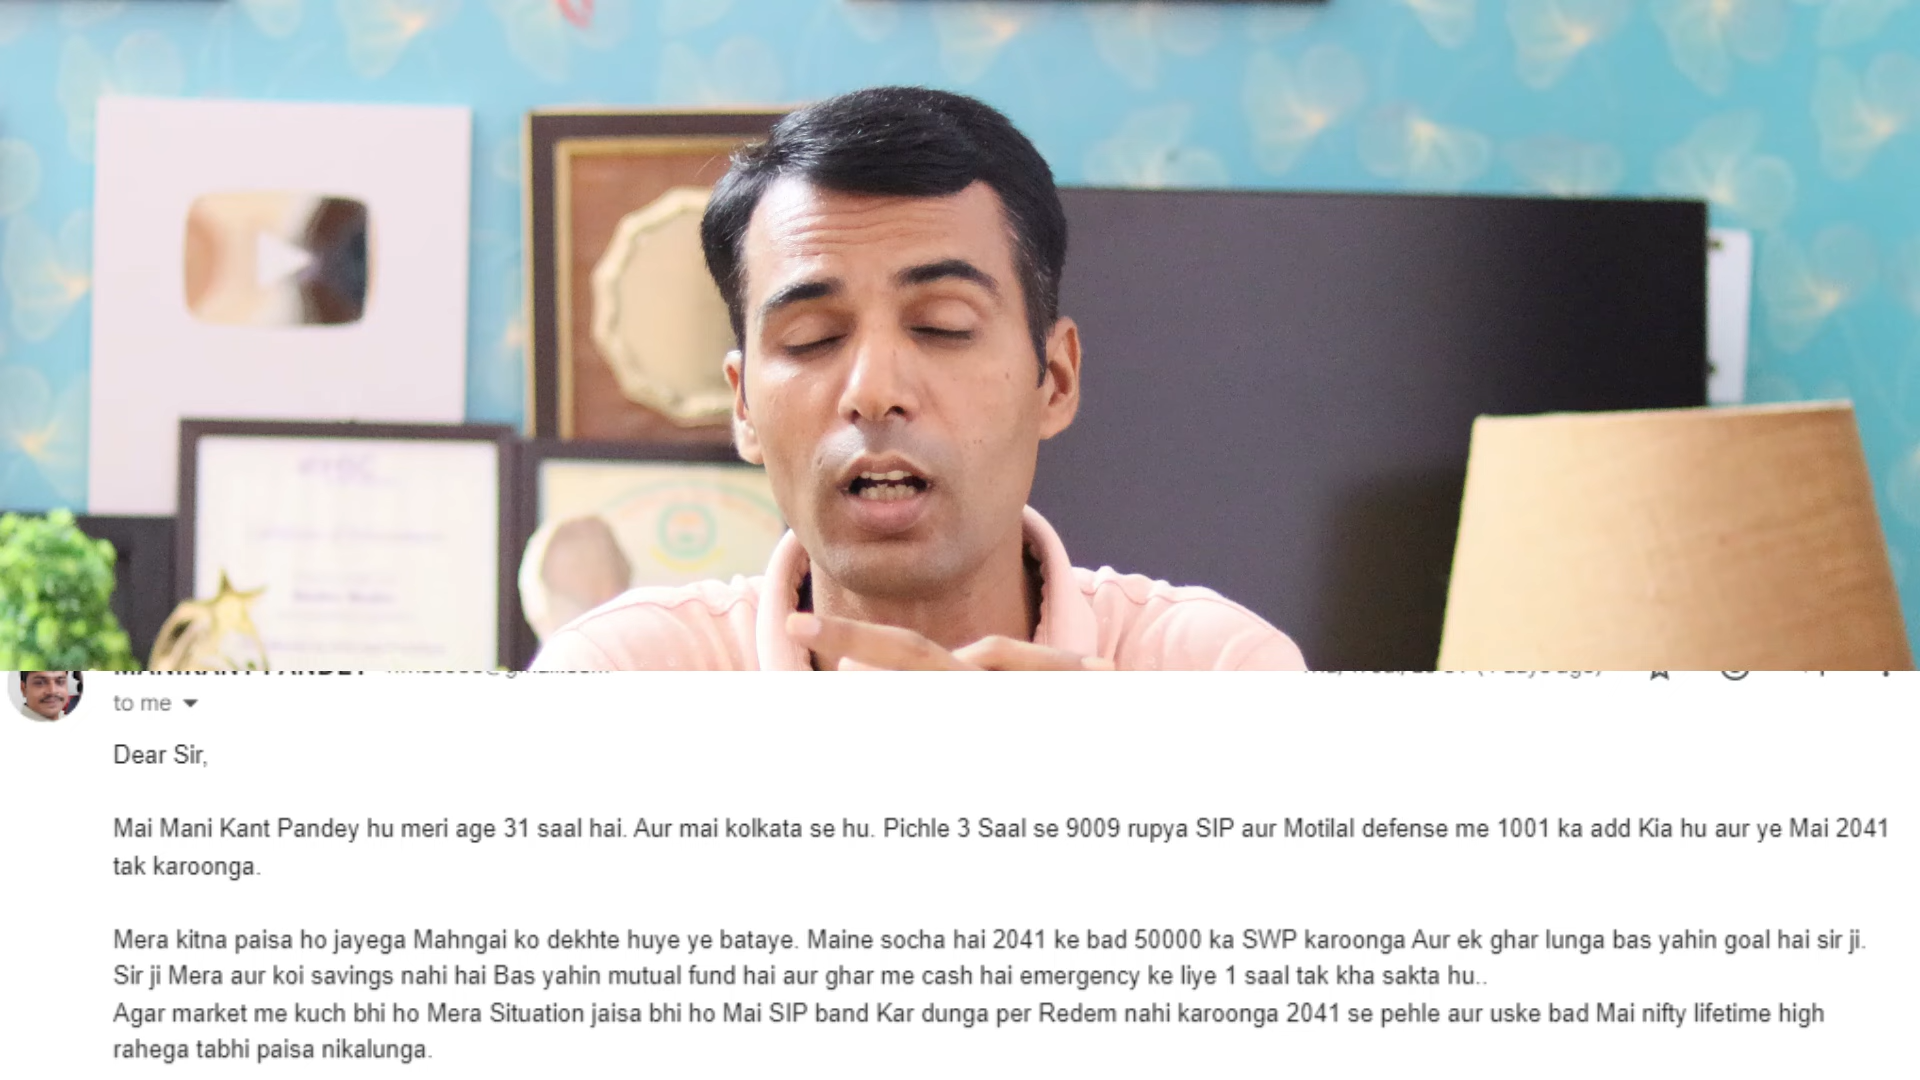 to me
Dear Sir,
Mai Mani Kant Pandey hu meri age 31 saal hai. Aur mai kolkata se hu. Pichle 3 Saal se 9009 rupya SIP aur Motilal defense me 1001 ka add Kia hu aur ye Mai 2041
tak karoonga.
Mera kitna paisa ho jayega Mahngai ko dekhte huye ye bataye. Maine socha hai 2041 ke bad 50000 ka SWP karoonga Aur ek ghar lunga bas yahin goal hai sir ji.
Sir ji Mera aur koi savings nahi hai Bas yahin mutual fund hai aur ghar me cash hai emergency ke liye 1 saal tak kha sakta hu..
Agar market me kuch bhi ho Mera Situation jaisa bhi ho Mai SIP band Kar dunga per Redem nahi karoonga 2041 se pehle aur uske bad Mai nifty lifetime high
rahega tabhi paisa nikalunga.